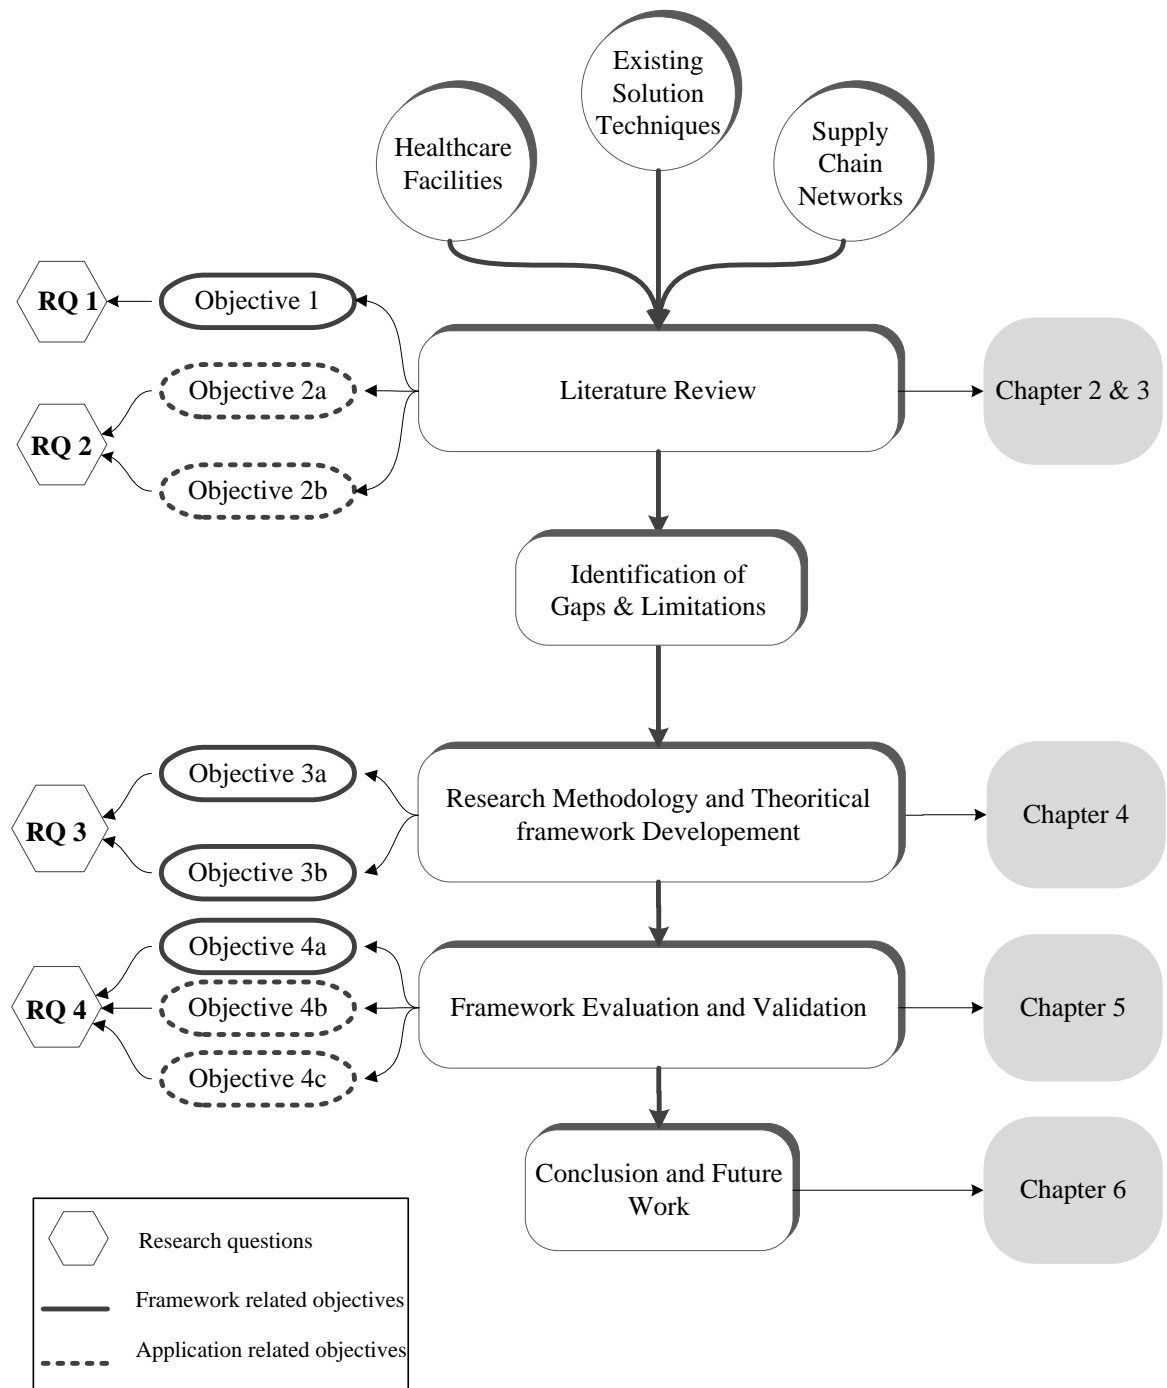 Existing
Solution
Techniques
Healthcare
Facilities
Supply
Chain
Networks
RQ 1
Objective 1
Objective 2a
RQ 2
Objective 2b
Literature Review
Chapter 2 & 3
Identification of
Gaps & Limitations
Objective 3a
RQ 3
Objective 3b
Research Methodology and Theoritical
framework Developement
Chapter 4
Objective 4a
RQ 4
Objective 4b
Objective 4c
Framework Evaluation and Validation
Chapter 5
Conclusion and Future
Work
Chapter 6
Research questions
Framework related objectives
Application related objectives